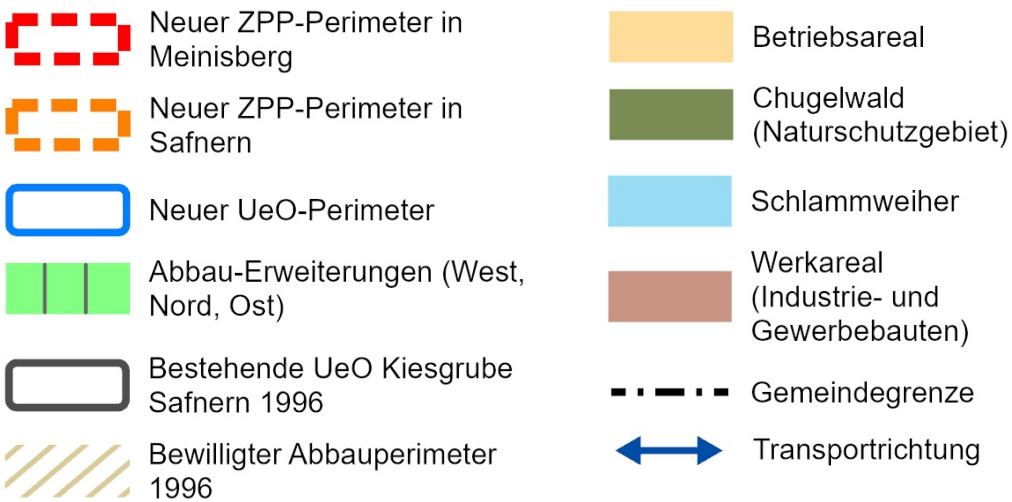 Neuer ZPP-Perimeter in
Meinisberg
Neuer ZPP-Perimeter in
Safnern
Neuer UeO-Perimeter
Abbau-Erweiterungen (West,
Nord, Ost)
Bestehende UeO Kiesgrube
Safnern 1996
Bewilligter Abbauperimeter
1996
Betriebsareal
Chugelwald
(Naturschutzgebiet)
Schlammweiher
Werkareal
(Industrie- und
Gewerbebauten)
Gemeindegrenze
Transportrichtung